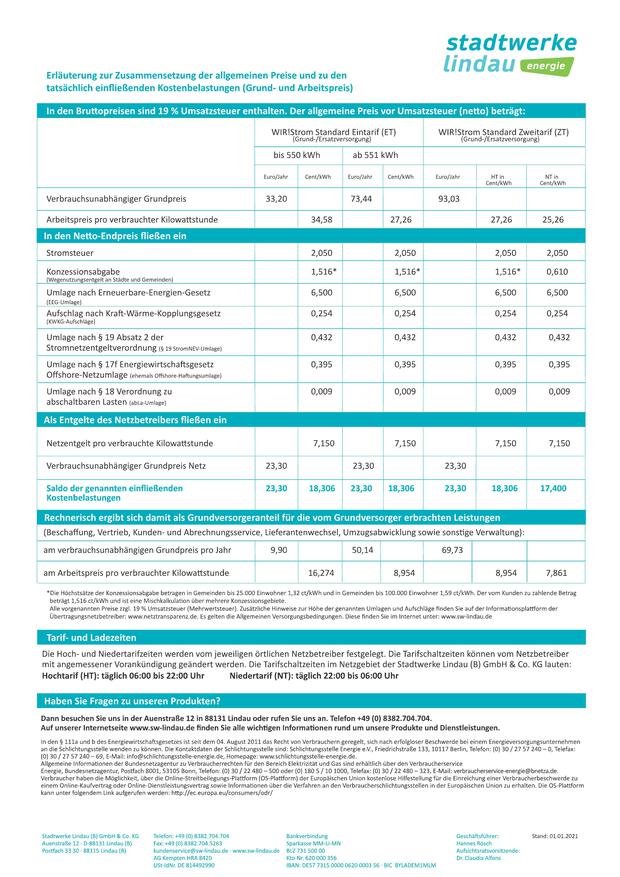 stadtwerke
lindau energie
Erläuterung zur Zusammensetzung der allgemeinen Preise und zu den
tatsächlich einfließenden Kostenbelastungen (Grund- und Arbeitspreis)
In den Bruttopreisen sind 19 % Umsatzsteuer enthalten. Der allgemeine Preis vor Umsatzsteuer (netto) beträgt:
WIR!Strom Standard Eintarif (ET) WIR!Strom Standard Zweitarif (ZT)
(Grund-/Ersatzversorgung) (Grund-/Ersatzversorgung)
bis 550 kWh ab 551 kWh
Euro/Jahr Cent/kWh Euro/Jahr Cent/kWh Euro/Jahr HT in NT in
Cent/kWh Cent/kWh
Verbrauchsunabhängiger Grundpreis 33,20 73,44 93,03
Arbeitspreis pro verbrauchter Kilowattstunde 34,58 27,26 27,26 25,26
In den Netto-Endpreis fließen ein
Stromsteuer 2,050 2,050 2,050 2,050
Konzessionsabgabe 1,516* 1,516* 1,516* 0,610
(Wegenutzungsentgelt an Städte und Gemeinden)
Umlage nach Erneuerbare-Energien-Gesetz 6,500 6,500 6,500 6,500
(EEG-Umlage)
Aufschlag nach Kraft-Wärme-Kopplungsgesetz 0,254 0,254 0,254 0,254
(KWKG-Aufschläge)
Umlage nach § 19 Absatz 2 der 0,432 0,432 0,432 0,432
Stromnetzentgeltverordnung (§ 19 StromNEV-Umlage)
Umlage nach § 17f Energiewirtschaftsgesetz 0,395 0,395 0,395 0,395
Offshore-Netzumlage (ehemals Offshore-Haftungsumlage)
Umlage nach § 18 Verordnung zu 0,009 0,009 0,009 0,009
abschaltbaren Lasten (abLa-Umlage)
Als Entgelte des Netzbetreibers fließen ein
Netzentgelt pro verbrauchte Kilowattstunde 7,150 7,150 7,150 7,150
Verbrauchsunabhängiger Grundpreis Netz 23,30 23,30 23,30
Saldo der genannten einfließenden 23,30 18,306 23,30 18,306 23,30 18,306 17,400
Kostenbelastungen
Rechnerisch ergibt sich damit als Grundversorgeranteil für die vom Grundversorger erbrachten Leistungen
(Beschaffung, Vertrieb, Kunden- und Abrechnungsservice, Lieferantenwechsel, Umzugsabwicklung sowie sonstige Verwaltung):
am verbrauchsunabhängigen Grundpreis pro Jahr 9,90 50,14 69,73
am Arbeitspreis pro verbrauchter Kilowattstunde 16,274 8,954 8,954 7,861
*Die Höchstsätze der Konzessionsabgabe betragen in Gemeinden bis 25.000 Einwohner 1,32 ct/kWh und in Gemeinden bis 100.000 Einwohner 1,59 ct/kWh. Der vom Kunden zu zahlende Betrag
beträgt 1,516 ct/kWh und ist eine Mischkalkulation über mehrere Konzessionsgebiete.
Alle vorgenannten Preise zzgl. 19 % Umsatzsteuer (Mehrwertsteuer). Zusätzliche Hinweise zur Höhe der genannten Umlagen und Aufschläge finden Sie auf der Informationsplattform der
Übertragungsnetzbetreiber: www.netztransparenz.de. Es gelten die Allgemeinen Versorgungsbedingungen. Diese finden Sie im Internet unter: www.sw-lindau.de
Tarif- und Ladezeiten
Die Hoch- und Niedertarifzeiten werden vom jeweiligen örtlichen Netzbetreiber festgelegt. Die Tarifschaltzeiten können vom Netzbetreiber
mit angemessener Vorankündigung geändert werden. Die Tarifschaltzeiten im Netzgebiet der Stadtwerke Lindau (B) GmbH & Co. KG lauten:
Hochtarif (HT): täglich 06:00 bis 22:00 Uhr Niedertarif (NT): täglich 22:00 bis 06:00 Uhr
Haben Sie Fragen zu unseren Produkten?
Dann besuchen Sie uns in der Auenstraße 12 in 88131 Lindau oder rufen Sie uns an. Telefon +49 (0) 8382.704.704.
Auf unserer Internetseite www.sw-lindau.de finden Sie alle wichtigen Informationen rund um unsere Produkte und Dienstleistungen.
In den § 111a und b des Energiewirtschaftsgesetzes ist seit dem 04. August 2011 das Recht von Verbrauchern geregelt, sich nach erfolgloser Beschwerde bei einem Energieversorgungsunternehmen
an die Schlichtungsstelle wenden zu können. Die Kontaktdaten der Schlichtungsstelle sind: Schlichtungsstelle Energie e.V., Friedrichstraße 133, 10117 Berlin, Telefon: (0) 30 / 27 57 240 – 0, Telefax:
(0) 30 / 27 57 240 – 69, E-Mail: info@schlichtungsstelle-energie.de, Homepage: www.schlichtungsstelle-energie.de.
Allgemeine Informationen der Bundesnetzagentur zu Verbraucherrechten für den Bereich Elektrizität und Gas sind erhältlich über den Verbraucherservice
Energie, Bundesnetzagentur, Postfach 8001, 53105 Bonn, Telefon: (0) 30 / 22 480 – 500 oder (0) 180 5 / 10 1000, Telefax: (0) 30 / 22 480 – 323, E-Mail: verbraucherservice-energie@bnetza.de.
Verbraucher haben die Möglichkeit, über die Online-Streitbeilegungs-Plattform (OS-Plattform) der Europäischen Union kostenlose Hilfestellung für die Einreichung einer Verbraucherbeschwerde zu
einem Online-Kaufvertrag oder Online-Dienstleistungsvertrag sowie Informationen über die Verfahren an den Verbraucherschlichtungsstellen in der Europäischen Union zu erhalten. Die OS-Plattform
kann unter folgendem Link aufgerufen werden: http://ec.europa.eu/consumers/odr/
Stadtwerke Lindau (B) GmbH & Co. KG Telefon: +49 (0) 8382.704.704 Bankverbindung Geschäftsführer: Stand: 01.01.2021
Auenstraße 12 · D-88131 Lindau (B) Fax: +49 (0) 8382.704.5263 Sparkasse MM-LI-MN Hannes Rösch
Postfach 33 30 · 88115 Lindau (B) kundenservice@sw-lindau.de · www.sw-lindau.de BLZ 731 500 00 Aufsichtsratsvorsitzende:
AG Kempten HRA 8420 Kto-Nr. 620 000 356 Dr. Claudia Alfons
USt-IdNr. DE 814492990 IBAN: DE57 7315 0000 0620 0003 56 · BIC BYLADEM1MLM